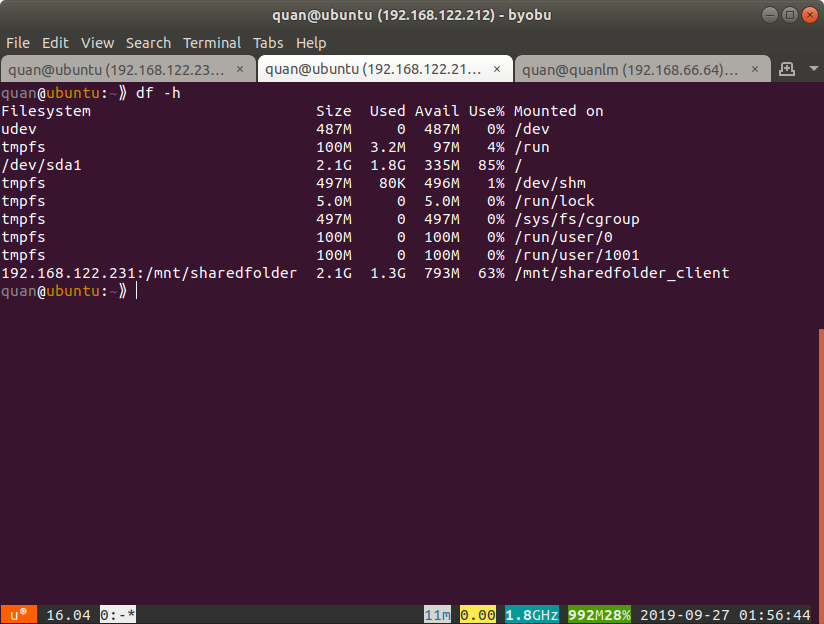 quan@ubuntu (192.168.122.212) - byobu
File Edit View Search Terminal Tabs Help
quan@ubuntu (192.168.122.23… × quan@ubuntu (192.168.122.21… × quan@quanlm (192.168.66.64)… ×
quan@ubuntu:~⟫ df -h
Filesystem Size Used Avail Use% Mounted on
udev 487M 0 487M 0% /dev
tmpfs 100M 3.2M 97M 4% /run
/dev/sda1 2.1G 1.8G 335M 85% /
tmpfs 497M 80K 496M 1% /dev/shm
tmpfs 5.0M 0 5.0M 0% /run/lock
tmpfs 497M 0 497M 0% /sys/fs/cgroup
tmpfs 100M 0 100M 0% /run/user/0
tmpfs 100M 0 100M 0% /run/user/1001
192.168.122.231:/mnt/sharedfolder 2.1G 1.3G 793M 63% /mnt/sharedfolder_client
quan@ubuntu:~⟫
u® 16.04 0:-* 11m 0.00 1.8GHz 992M28% 2019-09-27 01:56:44